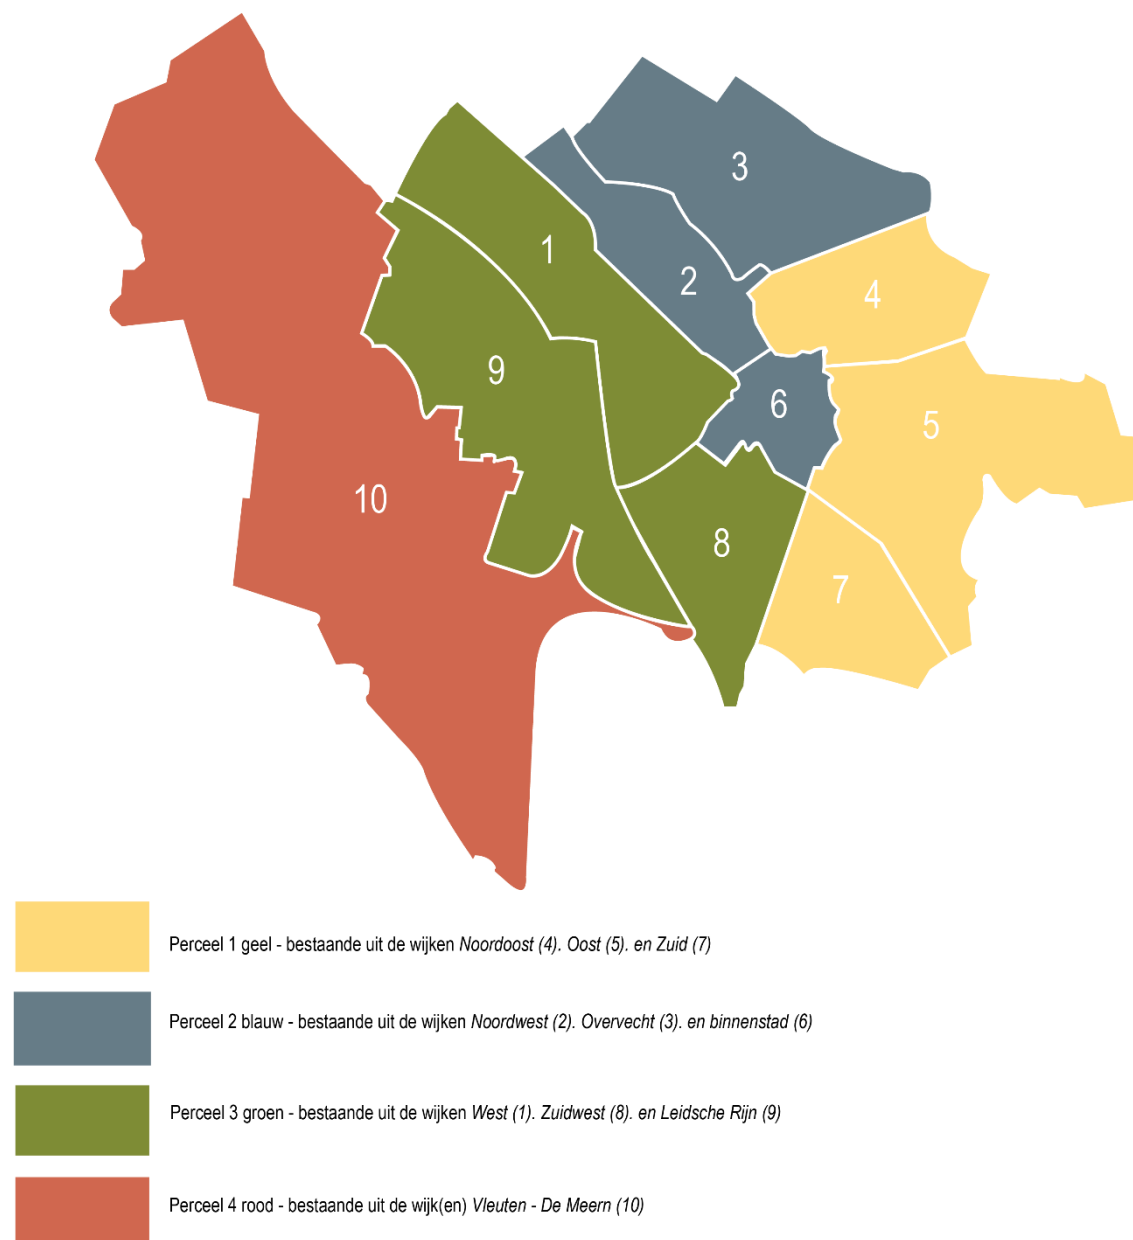 3
1
2
4
9
6
5
10
8
7
Perceel 1 geel - bestaande uit de wijken Noordoost (4). Oost (5). en Zuid (7)
Perceel 2 blauw - bestaande uit de wijken Noordwest (2). Overvecht (3). en binnenstad (6)
Perceel 3 groen - bestaande uit de wijken West (1). Zuidwest (8). en Leidsche Rijn (9)
Perceel 4 rood - bestaande uit de wijk(en) Vleuten - De Meern (10)